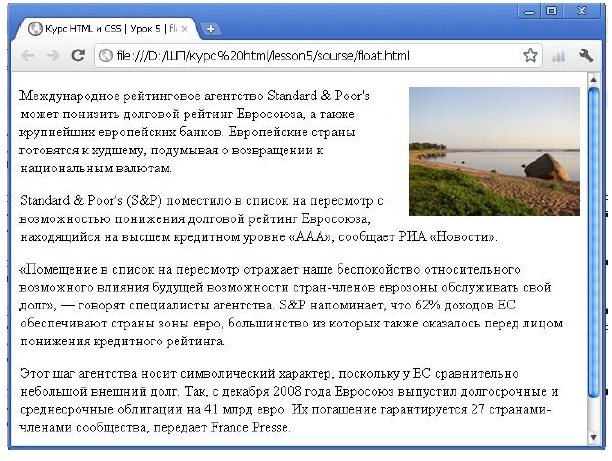 Курс HTML и CSS | Урок 5 | flo
file:///D:/ШП/курс%20html/lesson5/sourse/float.html
Международное рейтинговое агентство Standard & Poor's
может понизить долговой рейтинг Евросоюза, а также
крупнейших европейских банков. Европейские страны
готовятся к худшему, подумывая о возвращении к
национальным валютам.
Standard & Poor's (S&P) поместило в список на пересмотр с
возможностью понижения долговой рейтинг Евросоюза,
находящийся на высшем кредитном уровне «AAA», сообщает РИА «Новости».
«Помещение в список на пересмотр отражает наше беспокойство относительного
возможного влияния будущей возможности стран-членов еврозоны обслуживать свой
долг», — говорят специалисты агентства. S&P напоминает, что 62% доходов ЕС
обеспечивают страны зоны евро, большинство из которых также оказалось перед лицом
понижения кредитного рейтинга.
Этот шаг агентства носит символический характер, поскольку у ЕС сравнительно
небольшой внешний долг. Так, с декабря 2008 года Евросоюз выпустил долгосрочные и
среднесрочные облигации на 41 млрд евро. Их погашение гарантируется 27 странами-
членами сообщества, передает France Presse.